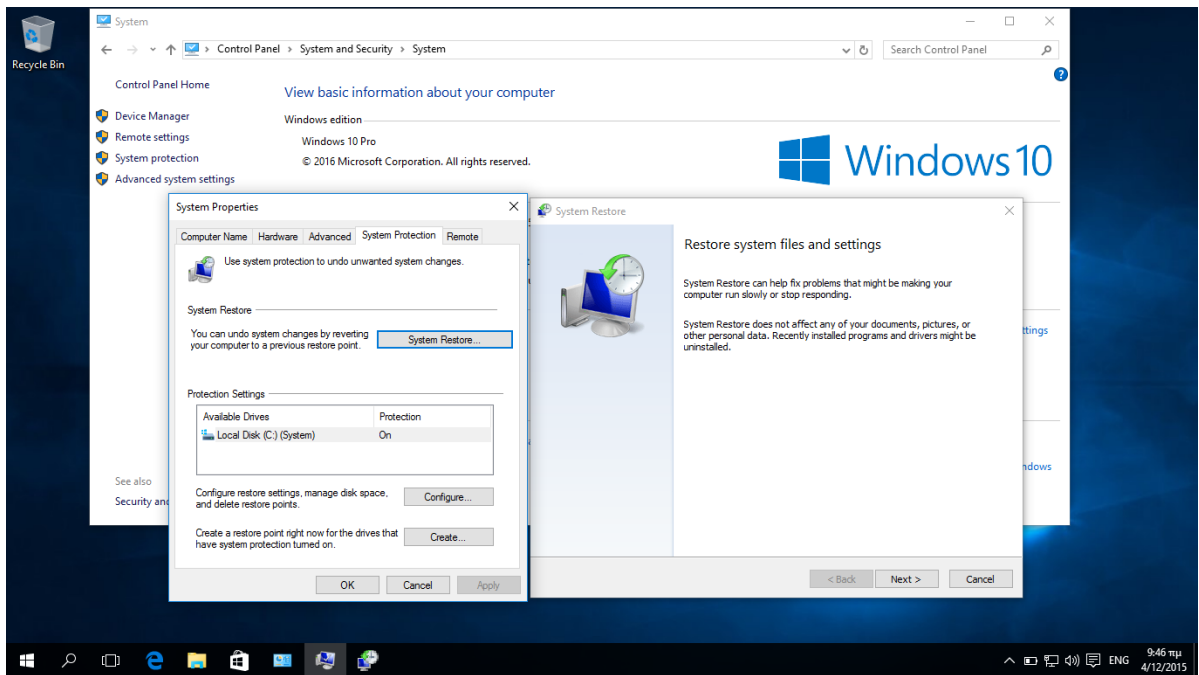 Recycle Bin
System
Control Panel > System and Security > System
Search Control Panel
Control Panel Home
Device Manager
Remote settings
System protection
Advanced system settings
See also
Security and
View basic information about your computer
Windows edition
Windows 10 Pro
© 2016 Microsoft Corporation. All rights reserved.
Windows 10
ttings
ndows
System Properties
Computer Name
Hardware
Advanced
System Protection
Remote
Use system protection to undo unwanted system changes.
System Restore
You can undo system changes by reverting
your computer to a previous restore point.
System Restore...
Protection Settings
Available Drives
Protection
Local Disk (C:) (System)
On
Configure restore settings, manage disk space,
and delete restore points.
Configure...
Create a restore point right now for the drives that
have system protection turned on.
Create...
OK
Cancel
Apply
System Restore
Restore system files and settings
System Restore can help fix problems that might be making your
computer run slowly or stop responding.
System Restore does not affect any of your documents, pictures, or
other personal data. Recently installed programs and drivers might be
uninstalled.
< Back
Next >
Cancel
ENG
9:46 πμ
4/12/2015